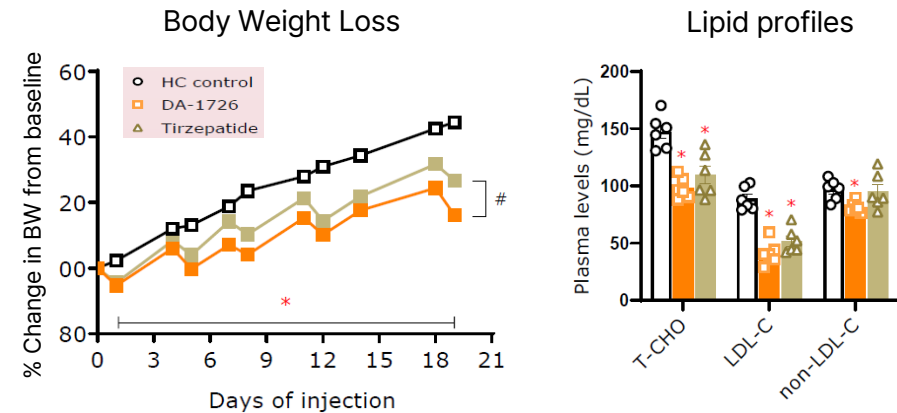 Body Weight Loss
% Change in BW from baseline
60
40
20
00
80
HC control
DA-1726
Tirzepatide
#
*
0 3 6 9 12 15 18 21
Days of injection
Lipid profiles
Plasma levels (mg/dL)
200
150
100
50
0
* *
* *
*
T-CHO
LDL-C
non-LDL-C